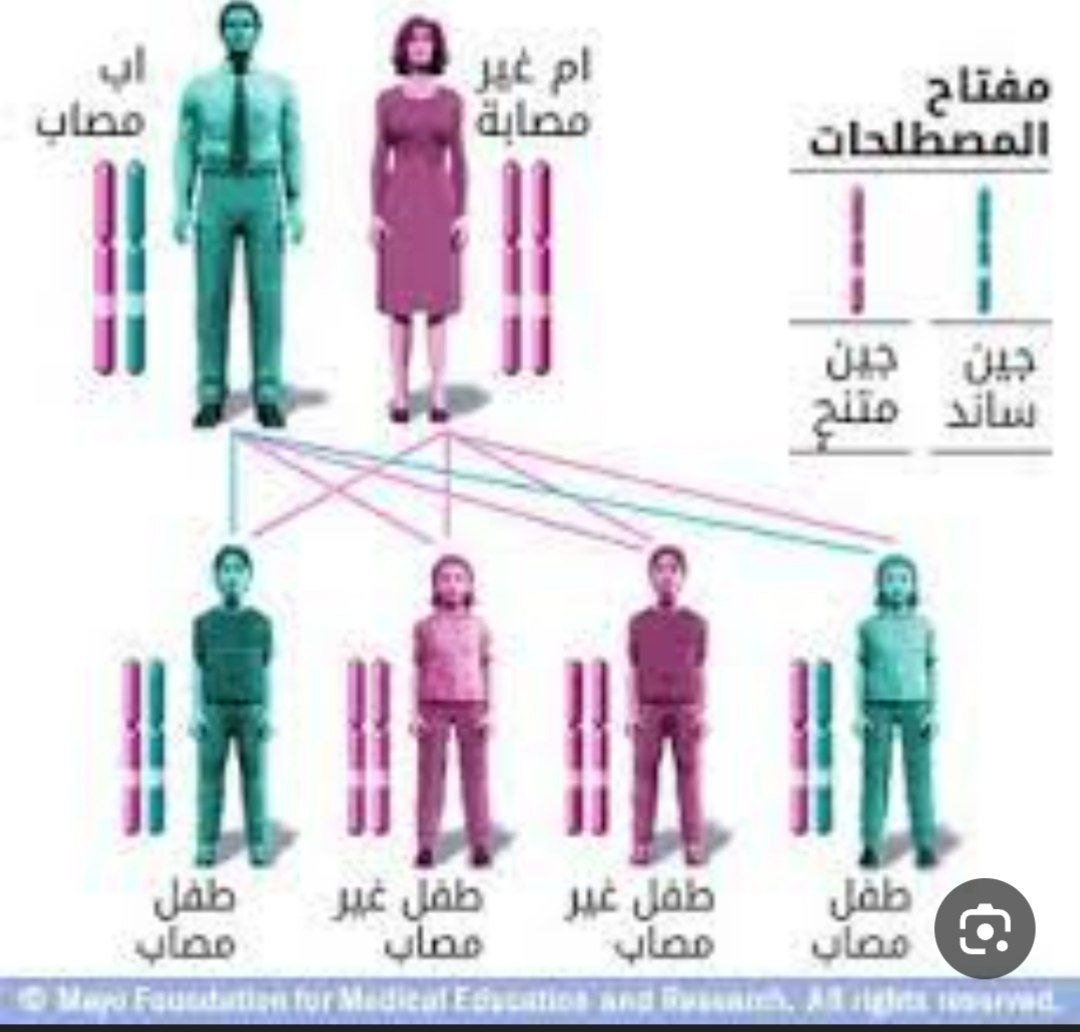 اب
مصاب
ام غير
مصابة
مفتاح
المصطلحات
جين
ساند
جين
متنحٍ
طفل
مصاب
طفل غير
مصاب
طفل غير
مصاب
طفل
مصاب
© Mayo Foundation for Medical Education and Research. All rights reserved.